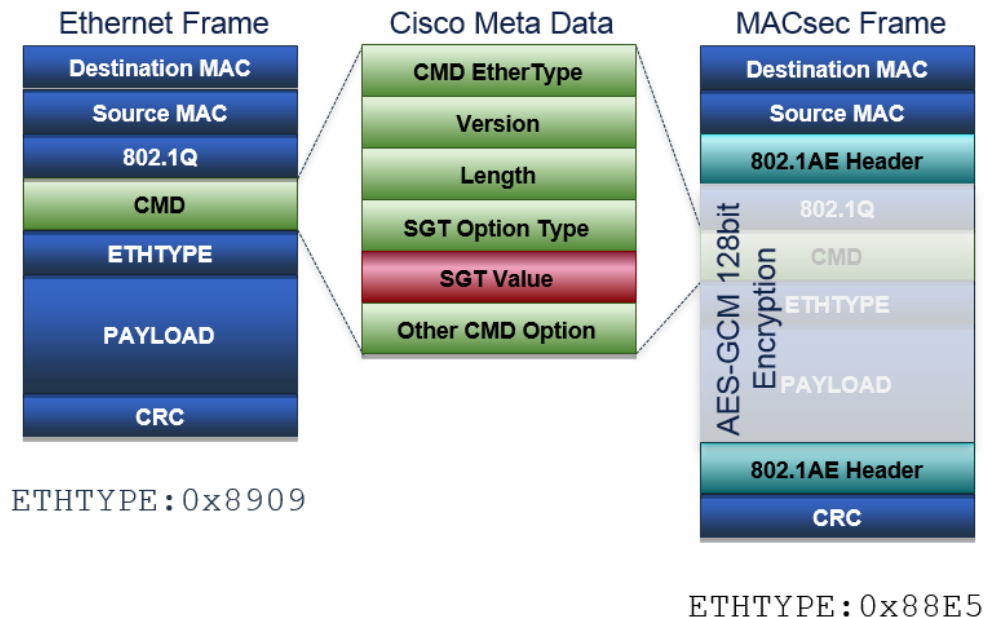 Ethernet Frame
Destination MAC
Source MAC
802.1Q
CMD
ETHTYPE
PAYLOAD
CRC
ETHTYPE:0x8909
Cisco Meta Data
CMD EtherType
Version
Length
SGT Option Type
SGT Value
Other CMD Option
MACsec Frame
Destination MAC
Source MAC
802.1AE Header
802.1Q
CMD
ETHTYPE
PAYLOAD
AES-GCM 128bit
Encryption
802.1AE Header
CRC
ETHTYPE:0x88E5